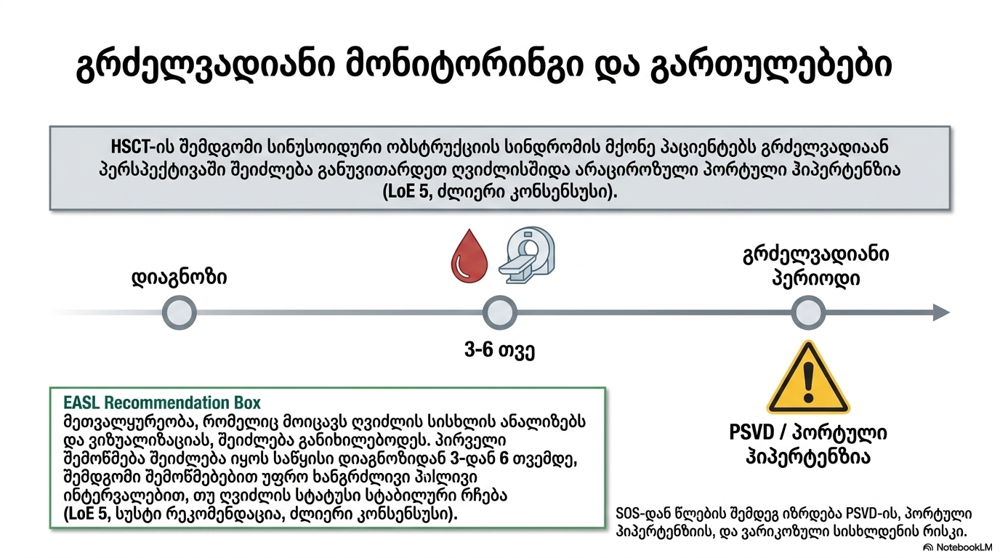 გრძელვადიანი მონიტორინგი და გართულებები
HSCT-ის შემდგომი სინუსოიდური ობსტრუქციის სინდრომის მქონე პაციენტებს გრძელვადიაან
პერსპექტივაში შეიძლება განუვითარდეთ ღვიძლისშიდა არაციროზული პორტული ჰიპერტენზია
(LoE 5, ძლიერი კონსენსუსი).
დიაგნოზი
გრძელვადიანი
პერიოდი
3-6 თვე
EASL Recommendation Box
მეთვალყურეობა, რომელიც მოიცავს ღვიძლის სისხლის ანალიზებს
და ვიზუალიზაციას, შეიძლება განიხილებოდეს. პირველი
შემოწმება შეიძლება იყოს საწყისი დიაგნოზიდან 3-დან 6 თვემდე,
შემდგომი შემოწმებებით უფრო ხანგრძლივი
ინტერვალებით, თუ ღვიძლის სტატუსი სტაბილური რჩება
(LoE 5, სუსტი რეკომენდაცია, ძლიერი კონსენსუსი).
PSVD / პორტული
ჰიპერტენზია
SOS-დან წლების შემდეგ იზრდება PSVD-ის, პორტული
პიპერტენზიის, და ვარიკოზული სისხლდენის რისკი.
NotebookLM